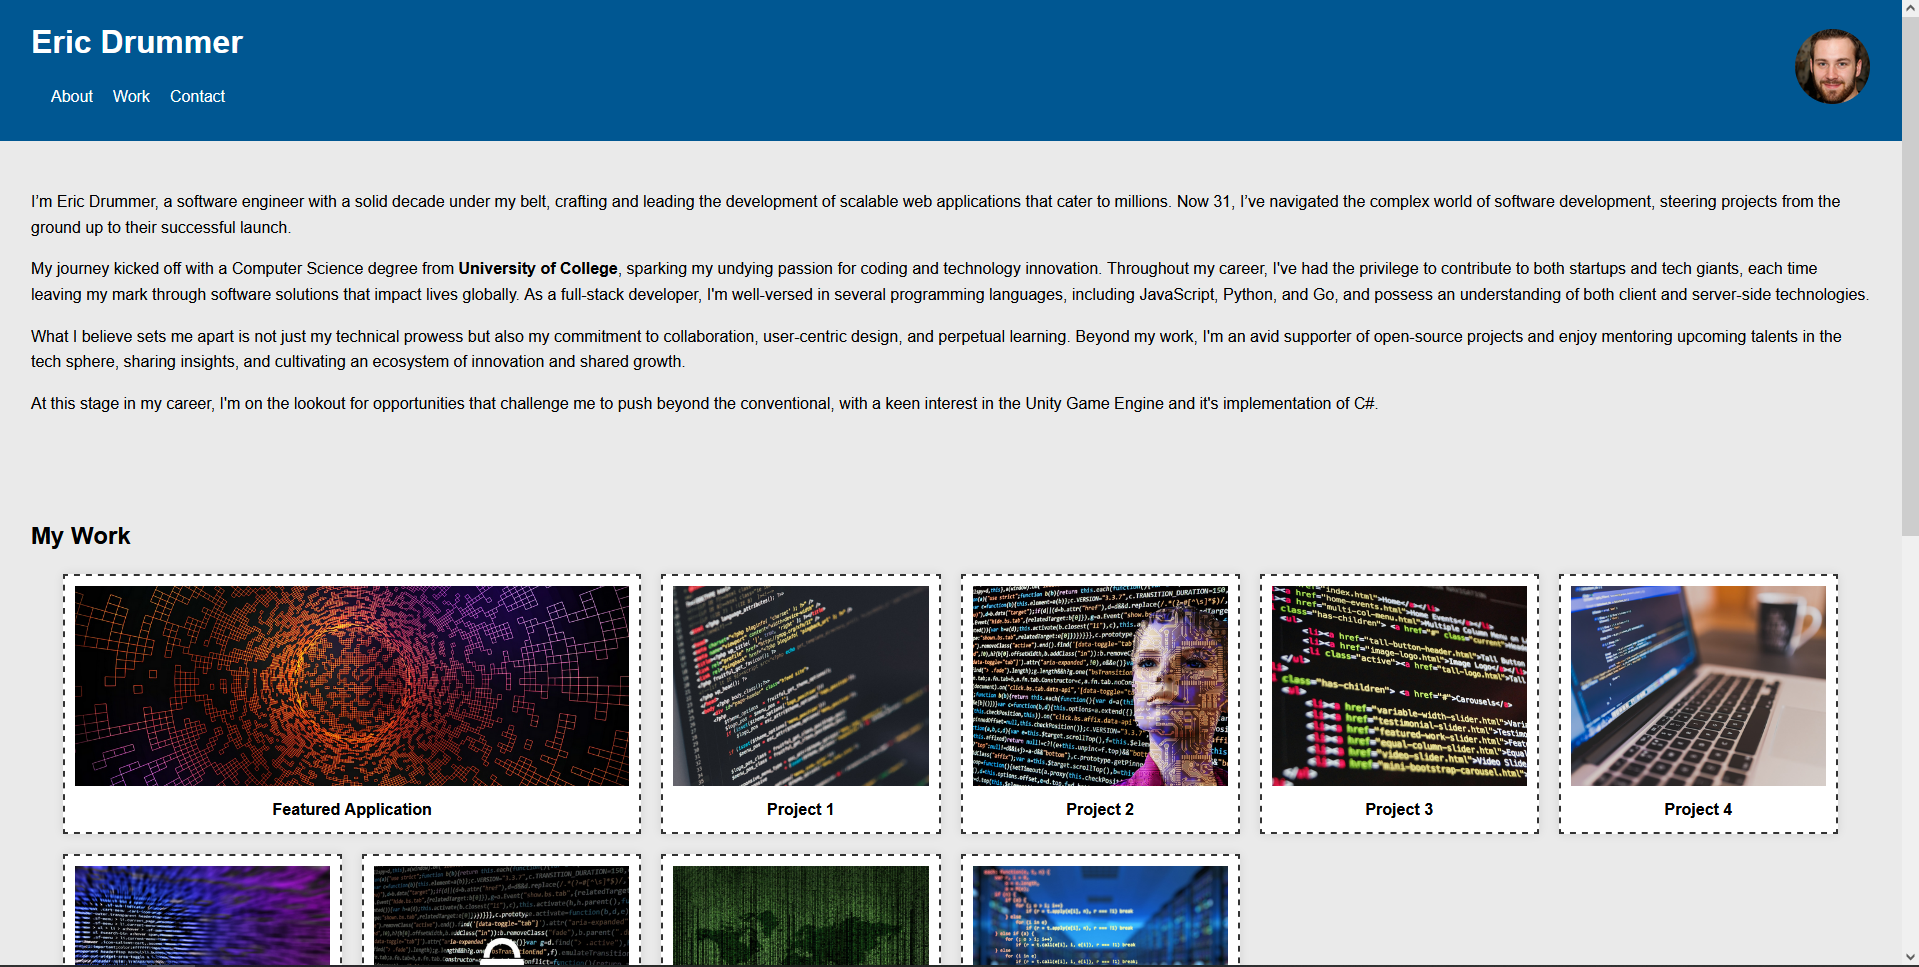 Eric Drummer
About Work Contact
I’m Eric Drummer, a software engineer with a solid decade under my belt, crafting and leading the development of scalable web applications that cater to millions. Now 31, I’ve navigated the complex world of software development, steering projects from the
ground up to their successful launch.
My journey kicked off with a Computer Science degree from University of College, sparking my undying passion for coding and technology innovation. Throughout my career, I've had the privilege to contribute to both startups and tech giants, each time
leaving my mark through software solutions that impact lives globally. As a full-stack developer, I'm well-versed in several programming languages, including JavaScript, Python, and Go, and possess an understanding of both client and server-side technologies.
What I believe sets me apart is not just my technical prowess but also my commitment to collaboration, user-centric design, and perpetual learning. Beyond my work, I'm an avid supporter of open-source projects and enjoy mentoring upcoming talents in the
tech sphere, sharing insights, and cultivating an ecosystem of innovation and shared growth.
At this stage in my career, I'm on the lookout for opportunities that challenge me to push beyond the conventional, with a keen interest in the Unity Game Engine and it's implementation of C#.
My Work
Featured Application
Project 1
Project 2
Project 3
Project 4